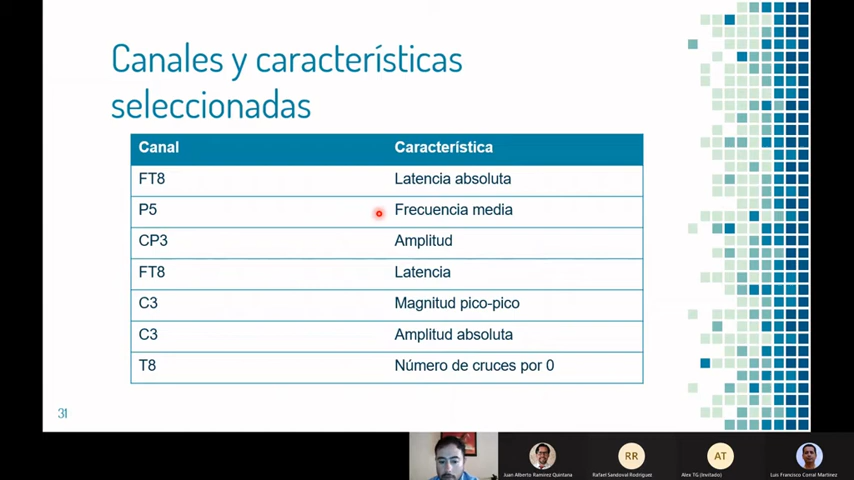 Canales y características
seleccionadas
Canal Característica
FT8 Latencia absoluta
P5 Frecuencia media
CP3 Amplitud
FT8 Latencia
C3 Magnitud pico-pico
C3 Amplitud absoluta
T8 Número de cruces por 0
31
RR AT
Juan Alberto Ramirez Quintana Rafael Sandoval Rodriguez Alex TG (Invitado) Luis Francisco Corral Martinez